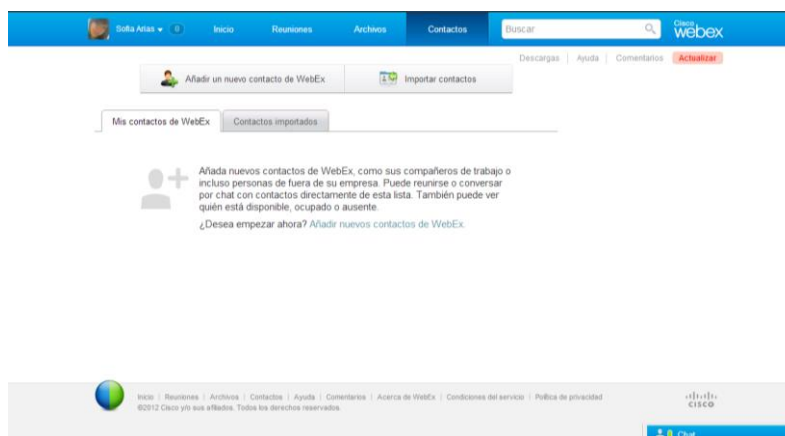 Sofia Arias 0 Inicio Reuniones Archivos Contactos Buscar Cisco webex
Descargas | Ayuda | Comentarios Actualizar
Añadir un nuevo contacto de WebEx Importar contactos
Mis contactos de WebEx Contactos importados
Añada nuevos contactos de WebEx, como sus compañeros de trabajo o
incluso personas de fuera de su empresa. Puede reunirse o conversar
por chat con contactos directamente de esta lista. También puede ver
quién está disponible, ocupado o ausente.
¿Desea empezar ahora? Añadir nuevos contactos de WebEx.
Inicio | Reuniones | Archivos | Contactos | Ayuda | Comentarios | Acerca de WebEx | Condiciones del servicio | Política de privacidad
©2012 Cisco y/o sus afiliados. Todos los derechos reservados.
CISCO
Chat